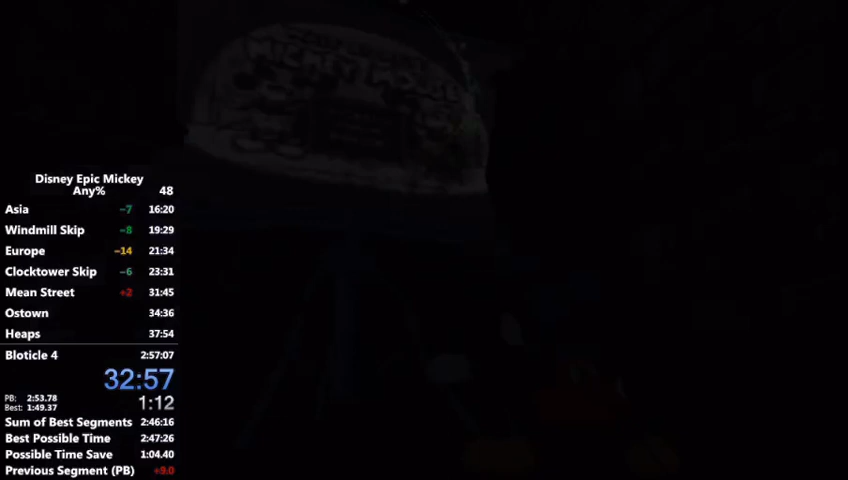 MICKEY MOUSE
Disney Epic Mickey
Any% 48
Asia -7 16:20
Windmill Skip -8 19:29
Europe -14 21:34
Clocktower Skip -6 23:31
Mean Street +2 31:45
Ostown 34:36
Heaps 37:54
Bloticle 4 2:57:07
32:57
PB: 2:53.78
Best: 1:49.37
1:12
Sum of Best Segments 2:46:16
Best Possible Time 2:47:26
Possible Time Save 1:04.40
Previous Segment (PB) +9.0